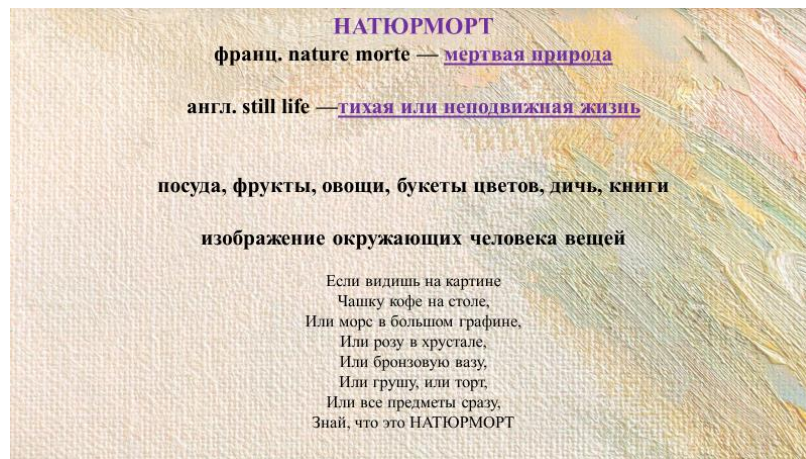 НАТЮРМОРТ
франц. nature morte — мертвая природа
англ. still life —тихая или неподвижная жизнь
посуда, фрукты, овощи, букеты цветов, дичь, книги
изображение окружающих человека вещей
Если видишь на картине
Чашку кофе на столе,
Или морс в большом графине,
Или розу в хрустале,
Или бронзовую вазу,
Или грушу, или торт,
Или все предметы сразу,
Знай, что это НАТЮРМОРТ